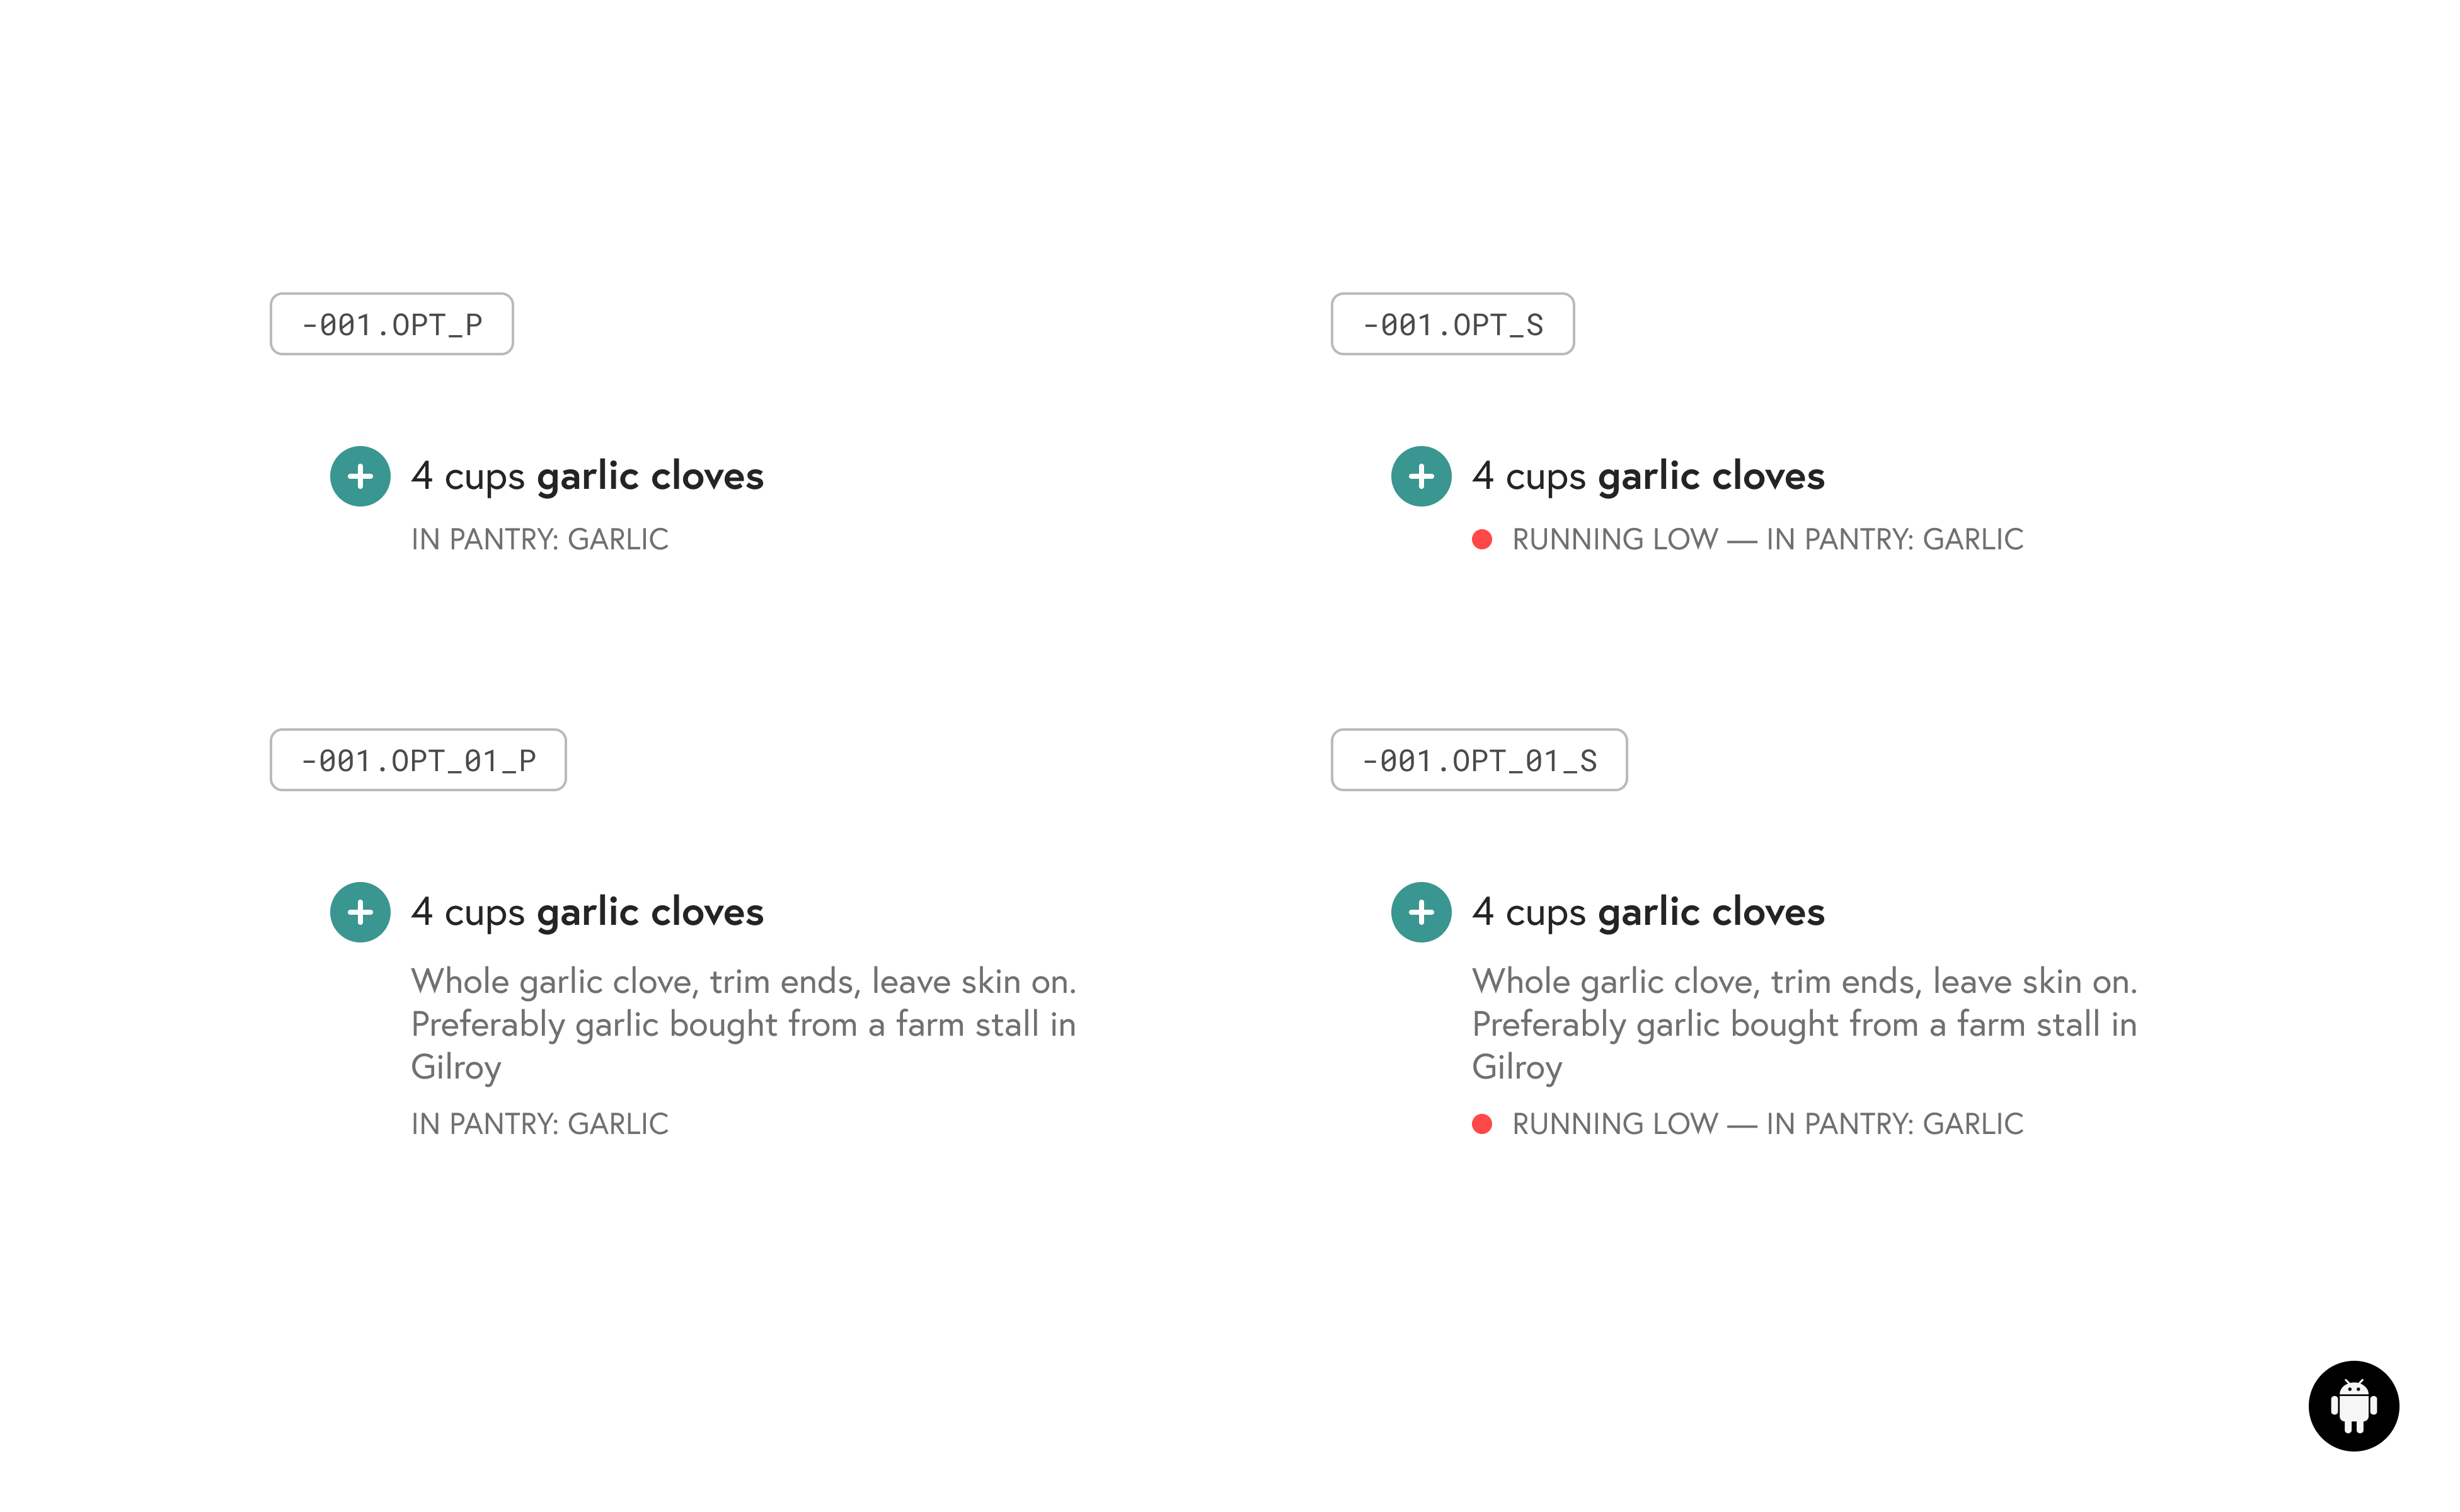 -001.OPT_P
4 cups garlic cloves
IN PANTRY: GARLIC
-001.OPT_S
4 cups garlic cloves
RUNNING LOW — IN PANTRY: GARLIC
-001.OPT_01_P
4 cups garlic cloves
Whole garlic clove, trim ends, leave skin on.
Preferably garlic bought from a farm stall in
Gilroy
IN PANTRY: GARLIC
-001.OPT_01_S
4 cups garlic cloves
Whole garlic clove, trim ends, leave skin on.
Preferably garlic bought from a farm stall in
Gilroy
RUNNING LOW — IN PANTRY: GARLIC